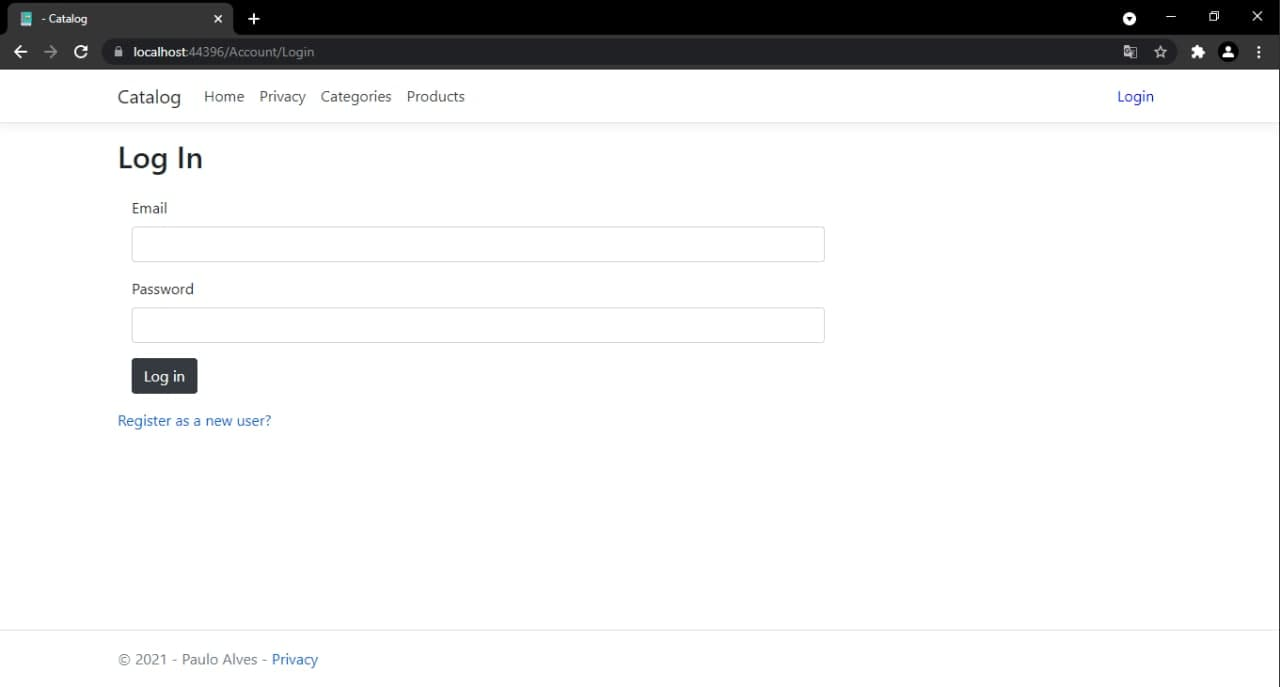 - Catalog
localhost:44396/Account/Login
Catalog Home Privacy Categories Products Login
Log In
Email
Password
Log in
Register as a new user?
© 2021 - Paulo Alves - Privacy